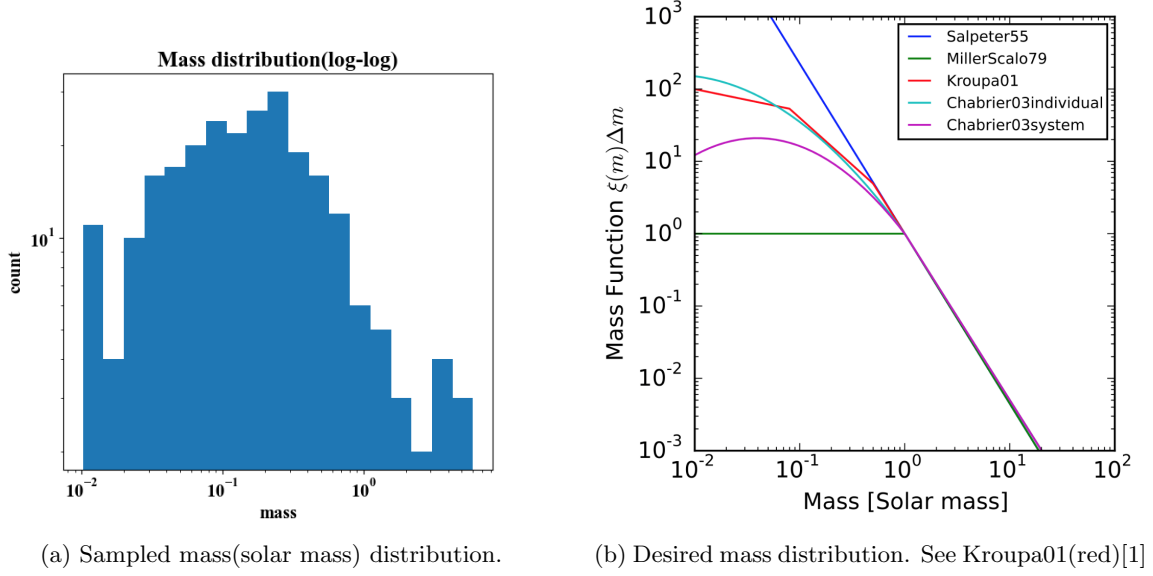 Mass distribution(log-log)
count
10^1
10^-2
10^-1
10^0
mass
(a) Sampled mass(solar mass) distribution.
Mass Function ξ(m)Δm
10^3
10^2
10^1
10^0
10^-1
10^-2
10^-3
Salpeter55
MillerScalo79
Kroupa01
Chabrier03individual
Chabrier03system
10^-2
10^-1
10^0
10^1
10^2
Mass [Solar mass]
(b) Desired mass distribution. See Kroupa01(red)[1]